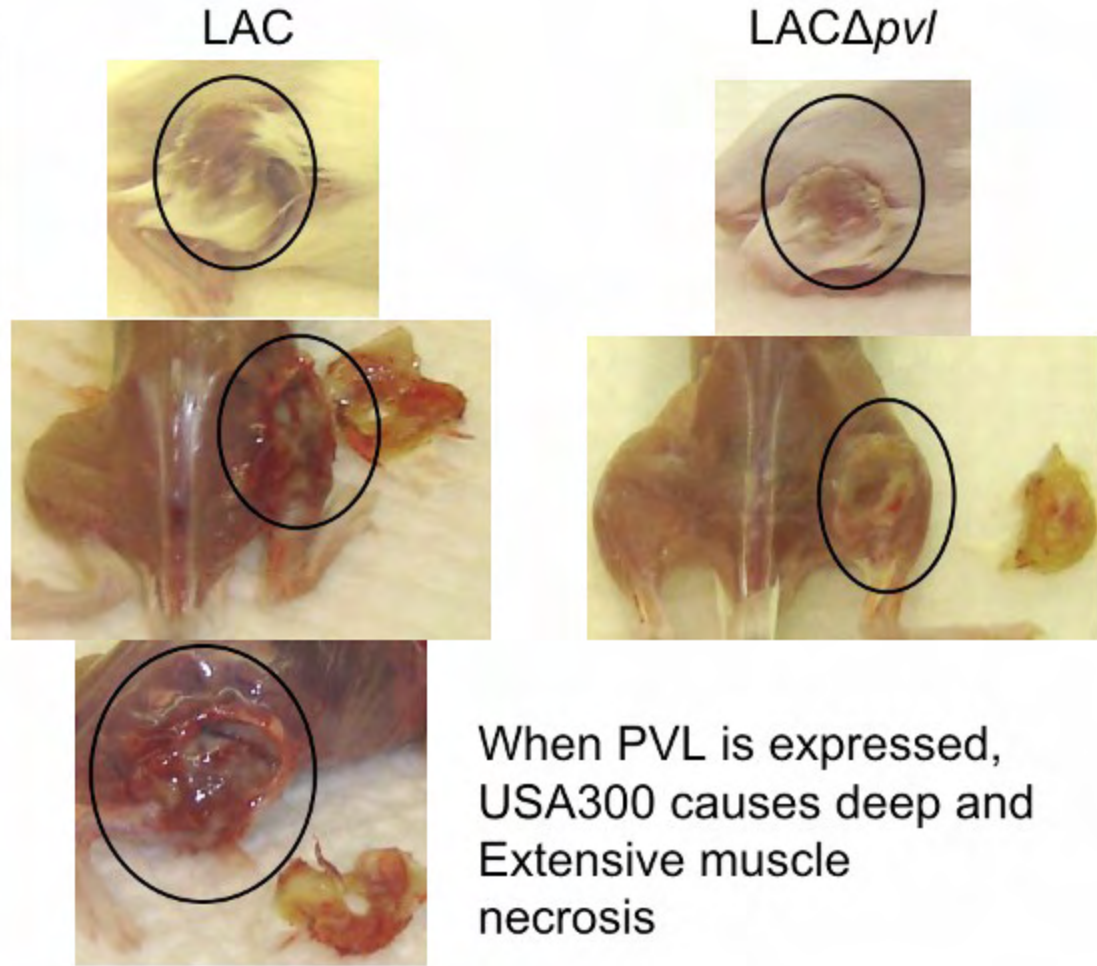 LAC
LACΔpvl
When PVL is expressed,
USA300 causes deep and
Extensive muscle
necrosis